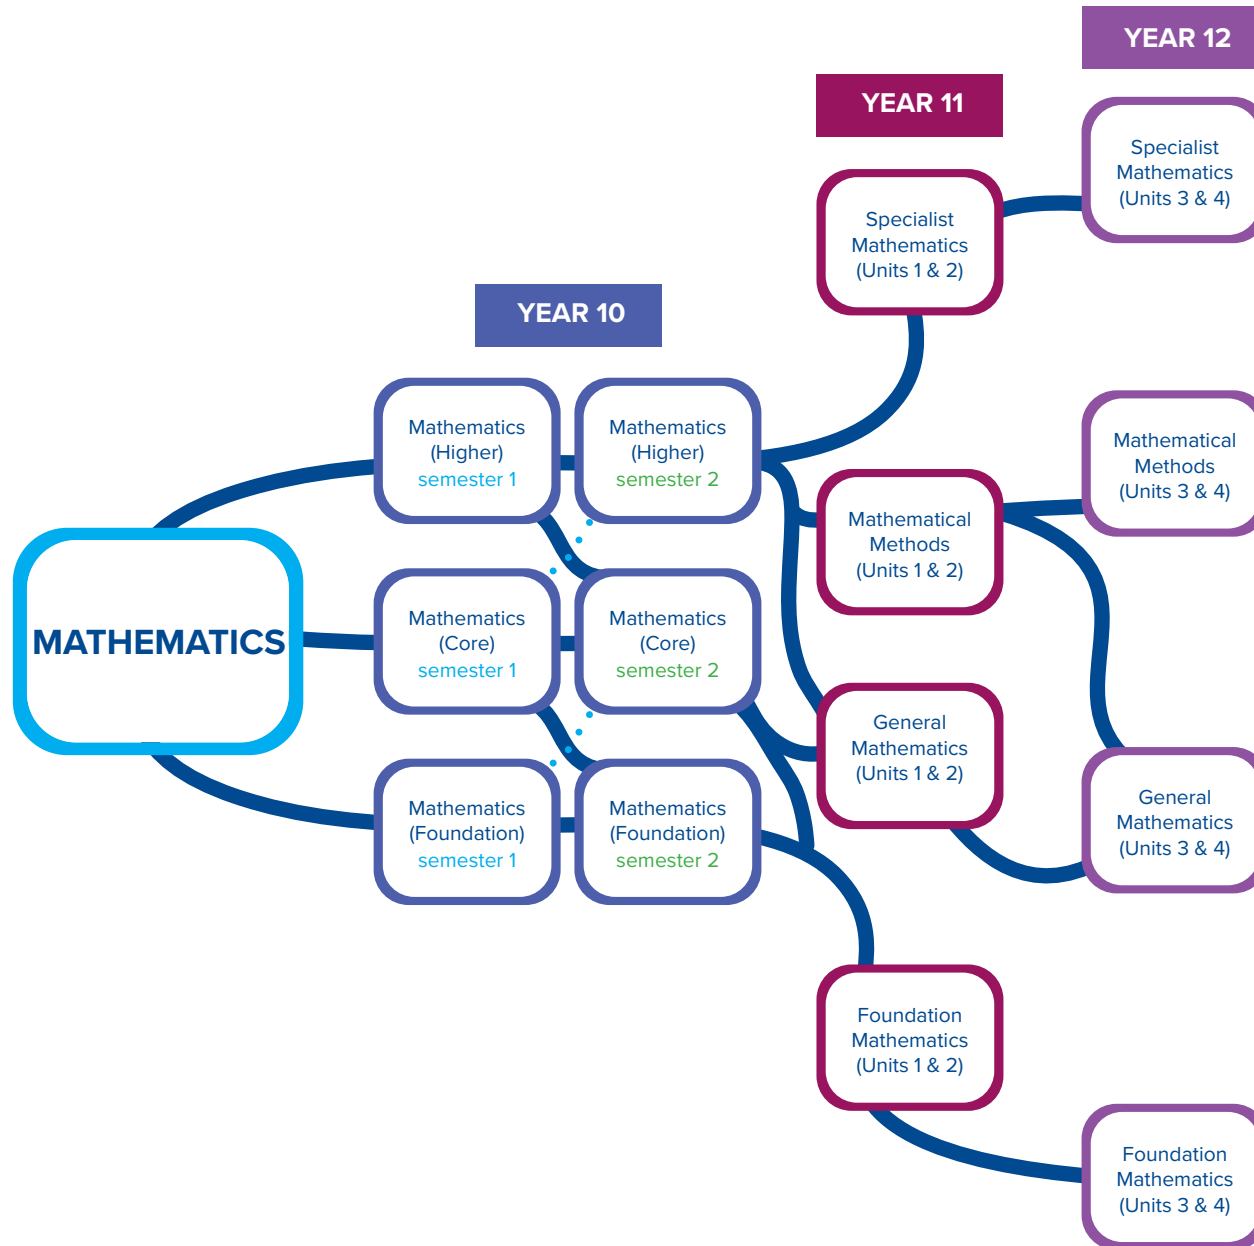 YEAR 12
YEAR 11
YEAR 10
MATHEMATICS
Mathematics
(Higher)
semester 1
Mathematics
(Core)
semester 1
Mathematics
(Foundation)
semester 1
Mathematics
(Higher)
semester 2
Mathematics
(Core)
semester 2
Mathematics
(Foundation)
semester 2
Specialist
Mathematics
(Units 1 & 2)
Mathematical
Methods
(Units 1 & 2)
General
Mathematics
(Units 1 & 2)
Foundation
Mathematics
(Units 1 & 2)
Specialist
Mathematics
(Units 3 & 4)
Mathematical
Methods
(Units 3 & 4)
General
Mathematics
(Units 3 & 4)
Foundation
Mathematics
(Units 3 & 4)